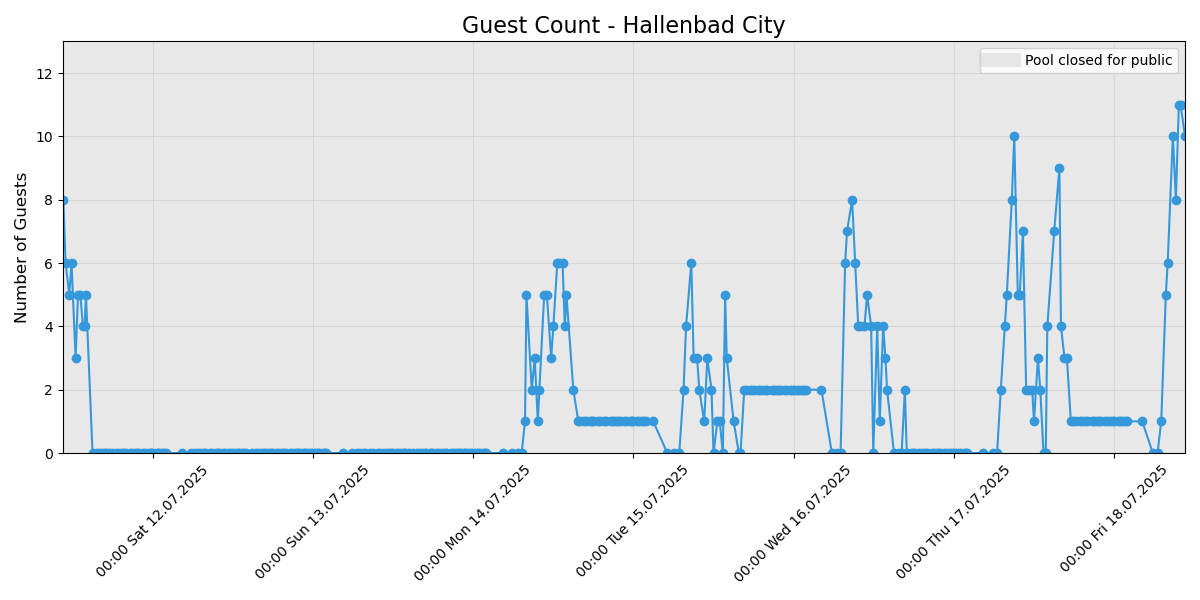 Guest Count - Hallenbad City
Pool closed for public
Number of Guests
12
10
8
6
4
2
0
00:00 Sat 12.07.2025
00:00 Sun 13.07.2025
00:00 Mon 14.07.2025
00:00 Tue 15.07.2025
00:00 Wed 16.07.2025
00:00 Thu 17.07.2025
00:00 Fri 18.07.2025